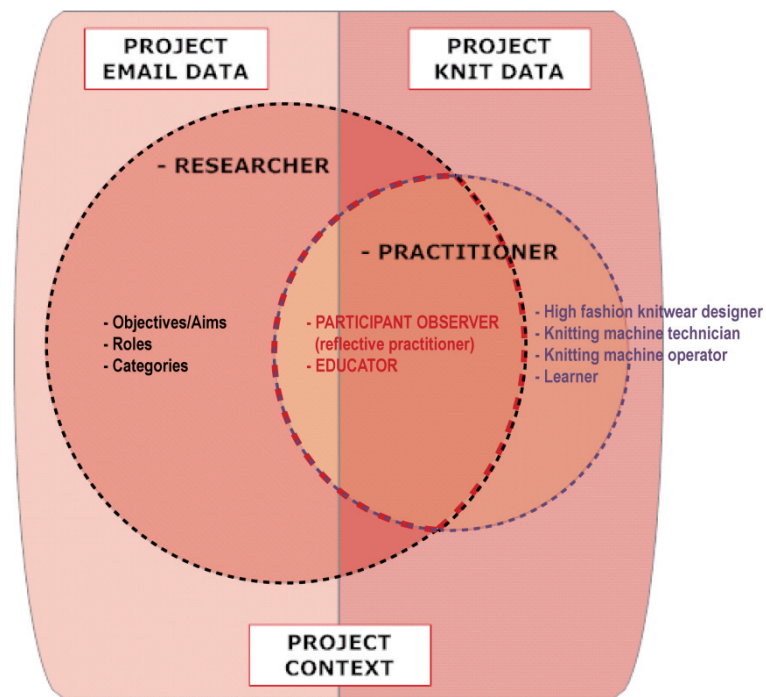 PROJECT
EMAIL DATA
PROJECT
KNIT DATA
- RESEARCHER
- PRACTITIONER
- Objectives/Aims
- Roles
- Categories
- PARTICIPANT OBSERVER
(reflective practitioner)
- EDUCATOR
- High fashion knitwear designer
- Knitting machine technician
- Knitting machine operator
- Learner
PROJECT
CONTEXT